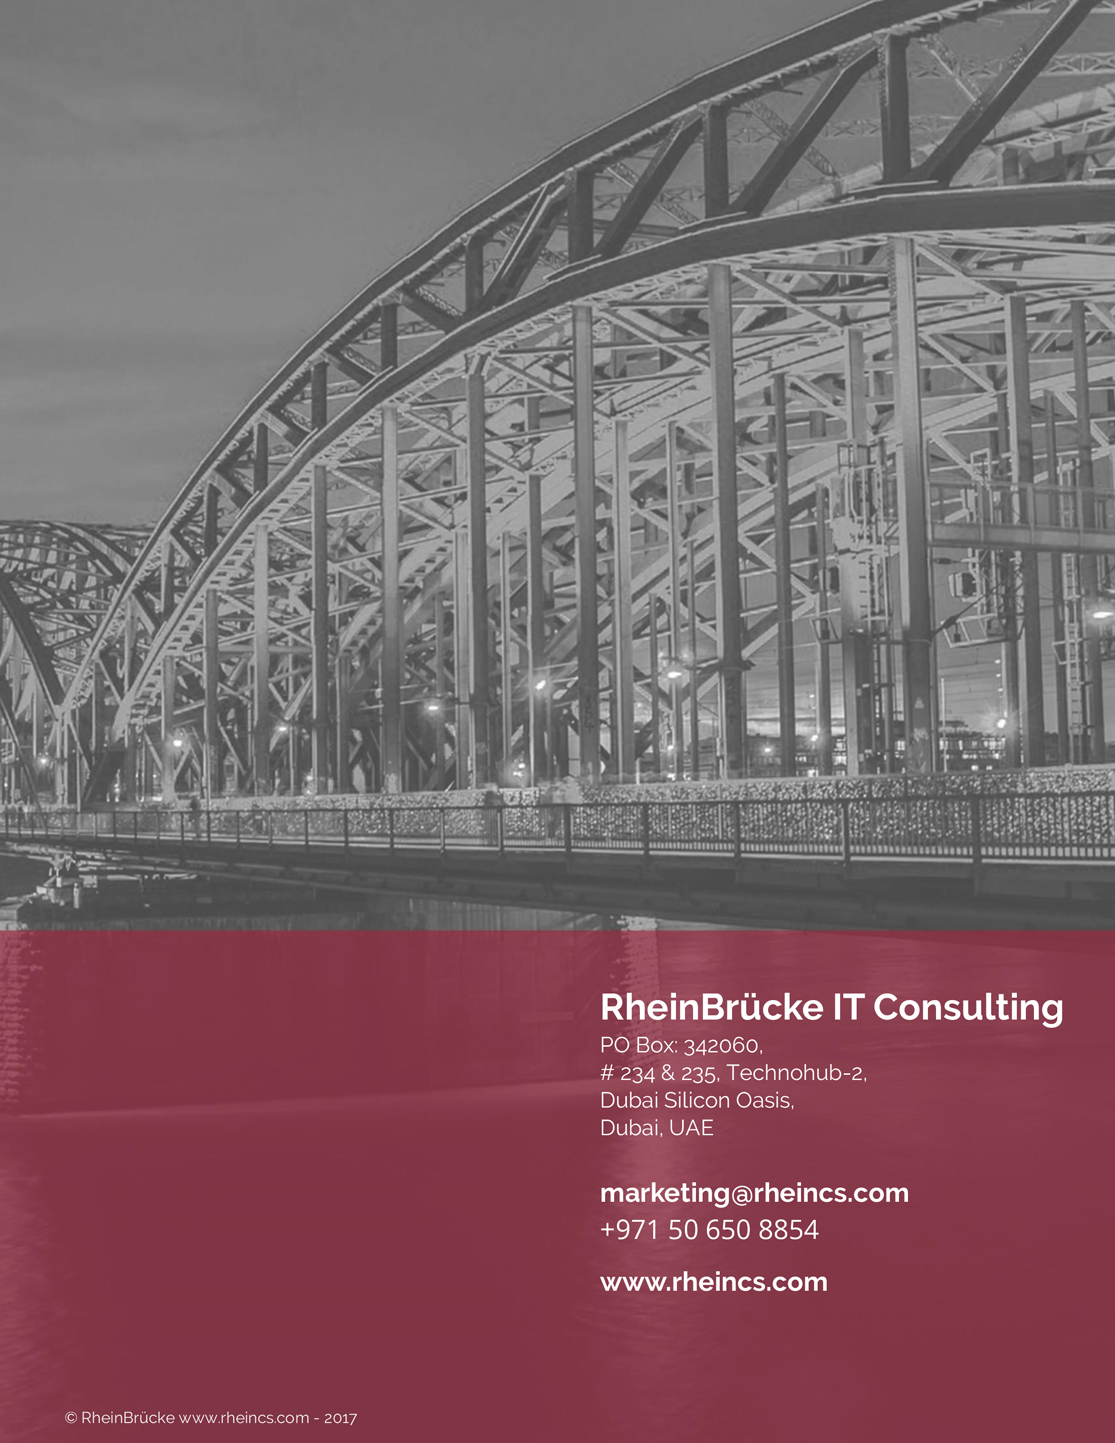 RheinBrücke IT Consulting
PO Box: 342060,
# 234 & 235, Technohub-2,
Dubai Silicon Oasis,
Dubai, UAE
marketing@rheincs.com
+971 50 650 8854
www.rheincs.com
© RheinBrücke www.rheincs.com - 2017